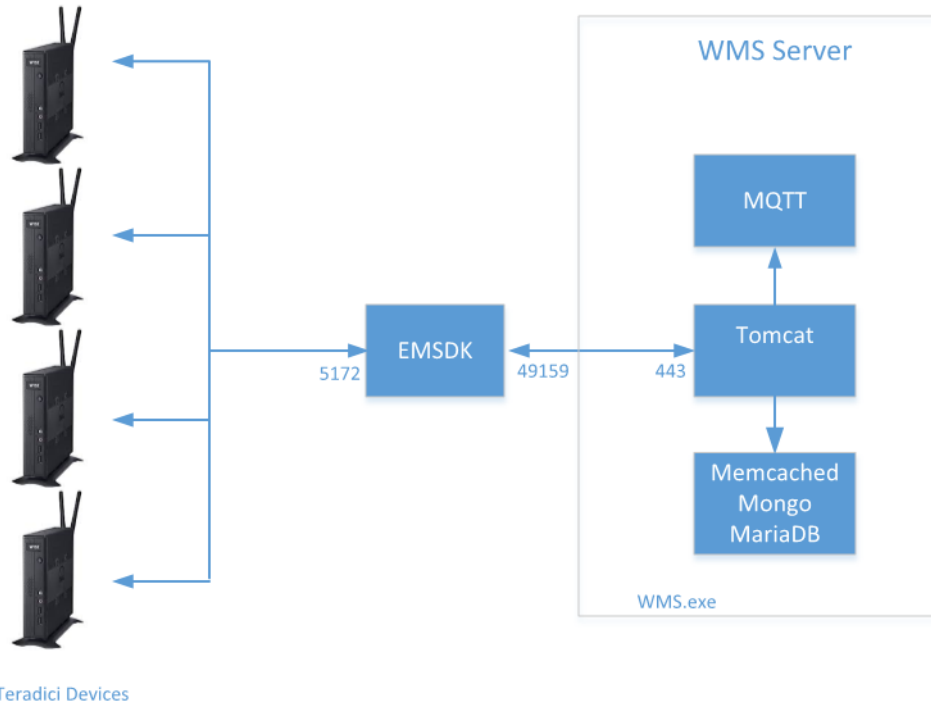 WMS Server
MQTT
Tomcat
EMSDK
5172
49159
443
Memcached
Mongo
MariaDB
WMS.exe
Teradici Devices